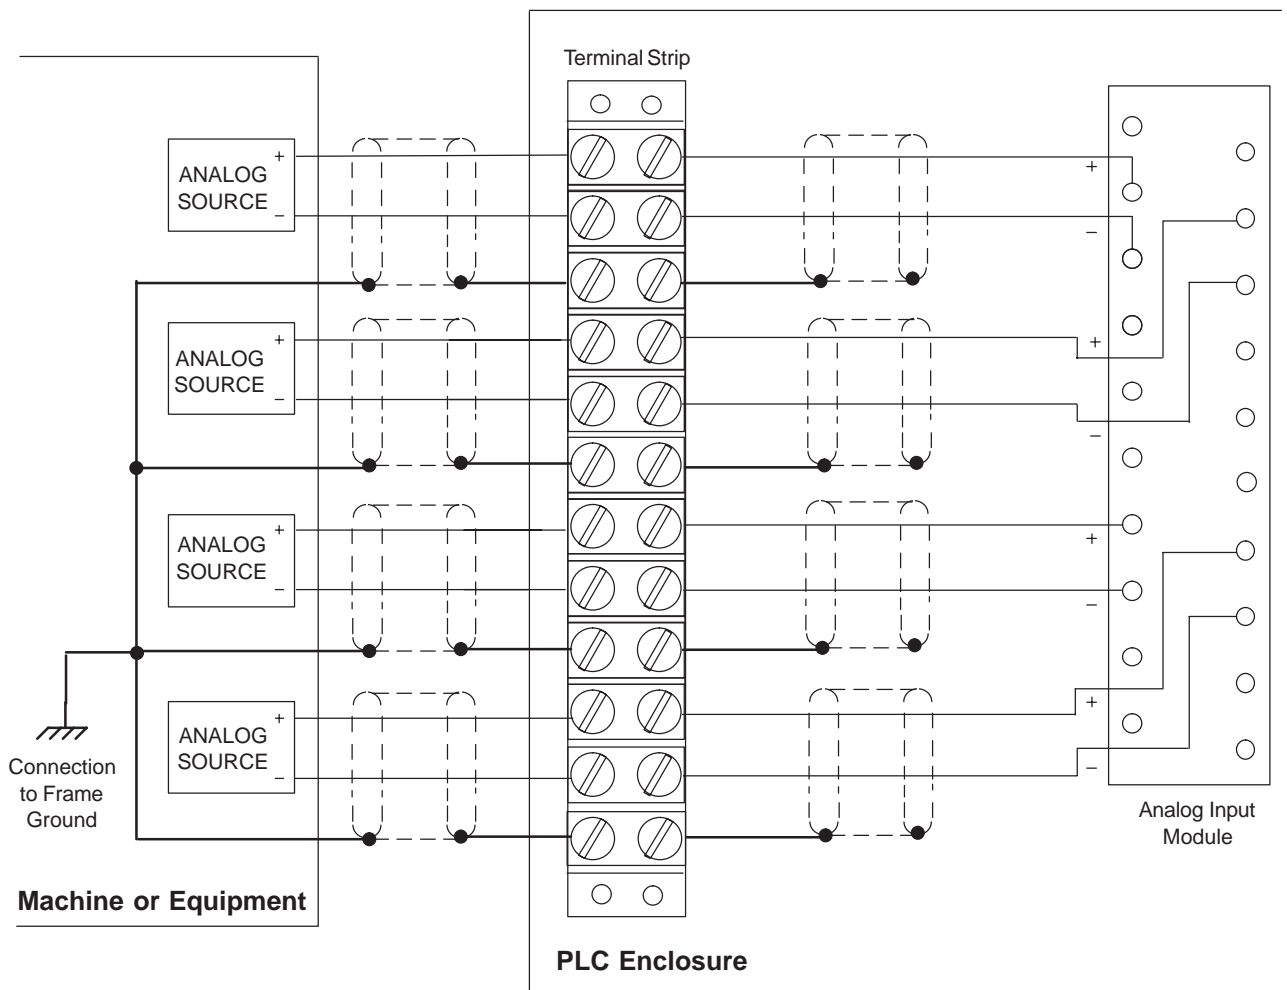 Terminal Strip
+
ANALOG
SOURCE
−
+
−
+
ANALOG
SOURCE
−
+
−
+
ANALOG
SOURCE
−
+
−
+
ANALOG
SOURCE
−
+
−
Connection
to Frame
Ground
Analog Input
Module
Machine or Equipment
PLC Enclosure